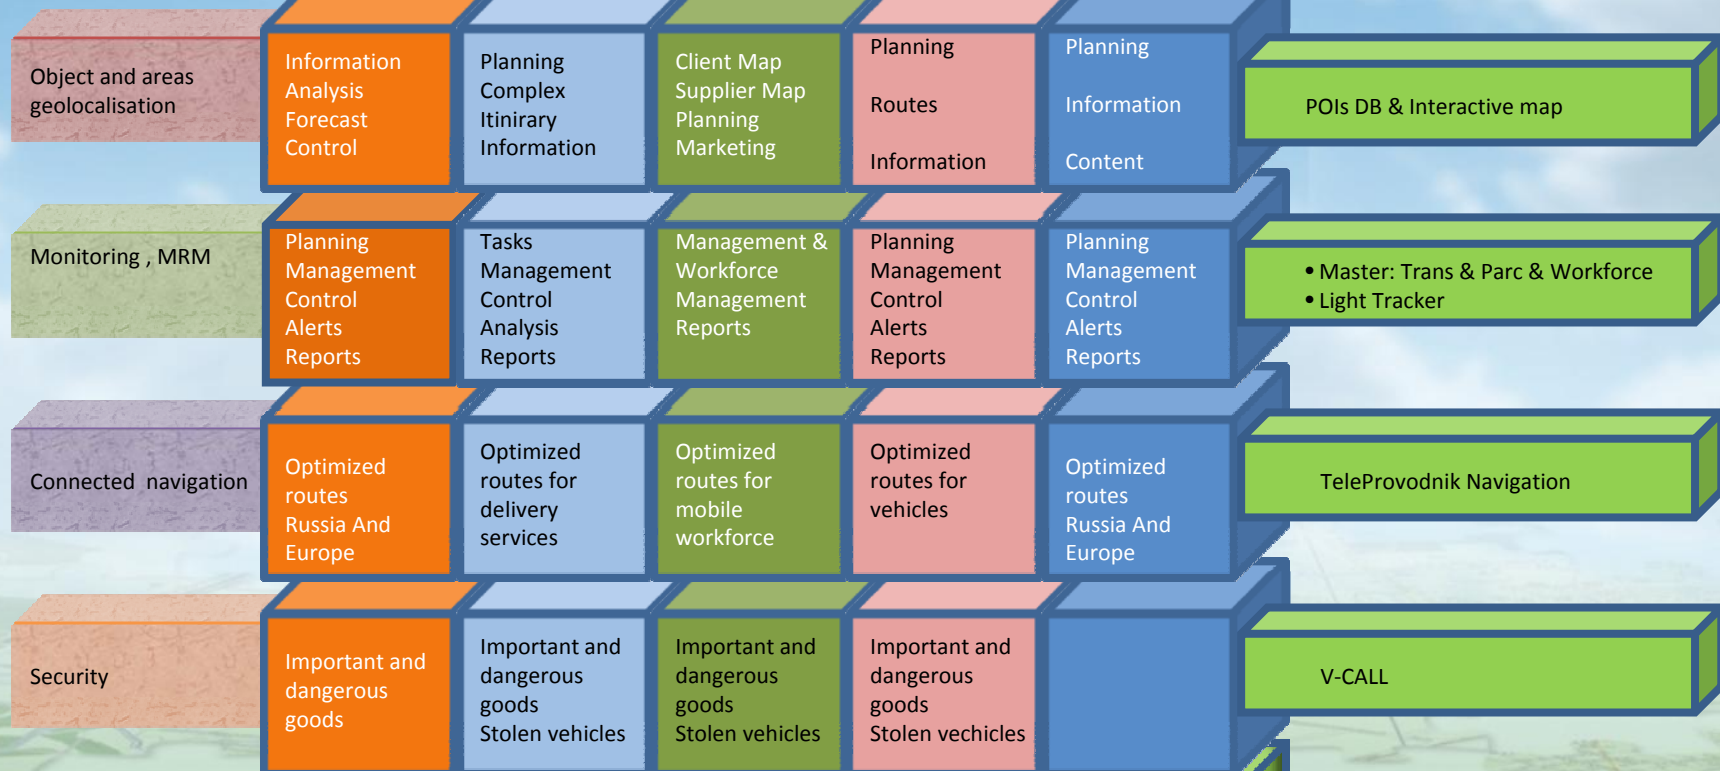 Object and areas
geolocalisation
Information
Analysis
Forecast
Control
Planning
Complex
Itinirary
Information
Client Map
Supplier Map
Planning
Marketing
Planning
Routes
Information
Planning
Information
Content
POIs DB & Interactive map
Monitoring , MRM
Planning
Management
Control
Alerts
Reports
Tasks
Management
Control
Analysis
Reports
Management &
Workforce
Management
Reports
Planning
Management
Control
Alerts
Reports
Planning
Management
Control
Alerts
Reports
• Master: Trans & Parc & Workforce
• Light Tracker
Connected navigation
Optimized
routes
Russia And
Europe
Optimized
routes for
delivery
services
Optimized
routes for
mobile
workforce
Optimized
routes for
vehicles
Optimized
routes
Russia And
Europe
TeleProvodnik Navigation
Security
Important and
dangerous
goods
Important and
dangerous
goods
Stolen vehicles
Important and
dangerous
goods
Stolen vehicles
Important and
dangerous
goods
Stolen vechicles
V-CALL